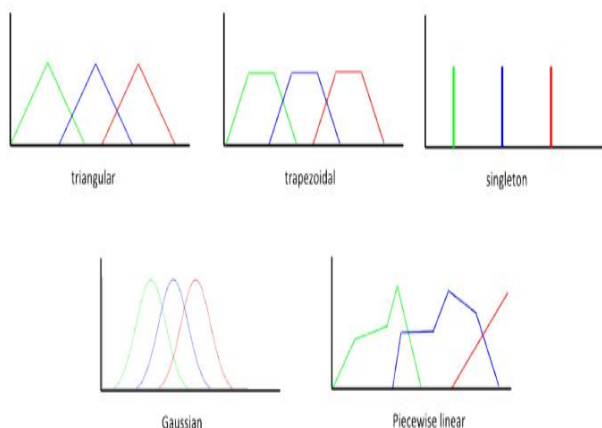 triangular
trapezoidal
singleton
Gaussian
Piecewise linear